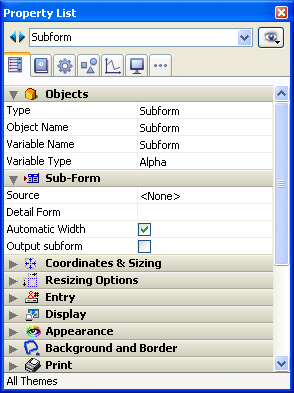 Property List
Subform
Objects
Type Subform
Object Name Subform
Variable Name Subform
Variable Type Alpha
Sub-Form
Source <None>
Detail Form
Automatic Width
Output subform
Coordinates & Sizing
Resizing Options
Entry
Display
Appearance
Background and Border
Print
All Themes